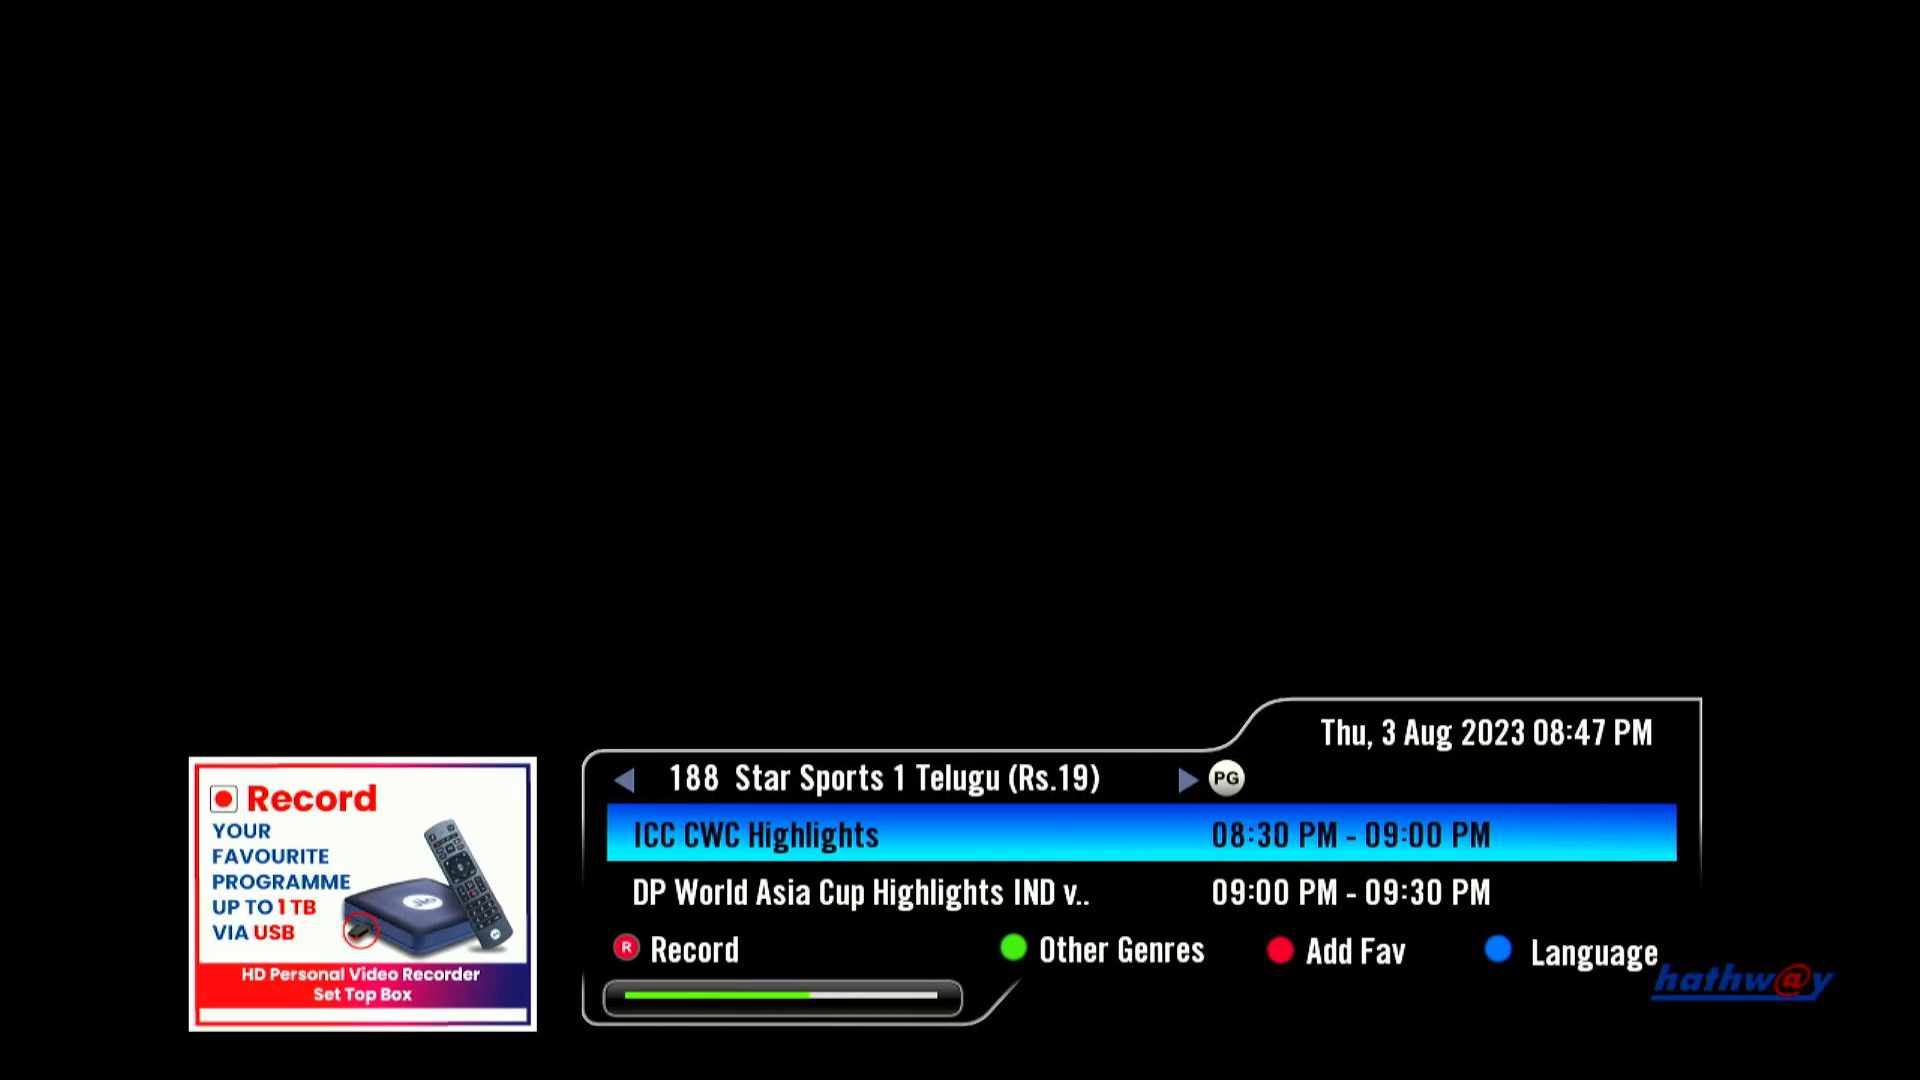 Thu, 3 Aug 2023 08:47 PM
188 Star Sports 1 Telugu (Rs.19) PG
ICC CWC Highlights 08:30 PM - 09:00 PM
DP World Asia Cup Highlights IND v.. 09:00 PM - 09:30 PM
R Record Other Genres Add Fav Language
hathw@y
Record
YOUR
FAVOURITE
PROGRAMME
UP TO 1 TB
VIA USB
Jio
HD Personal Video Recorder
Set Top Box